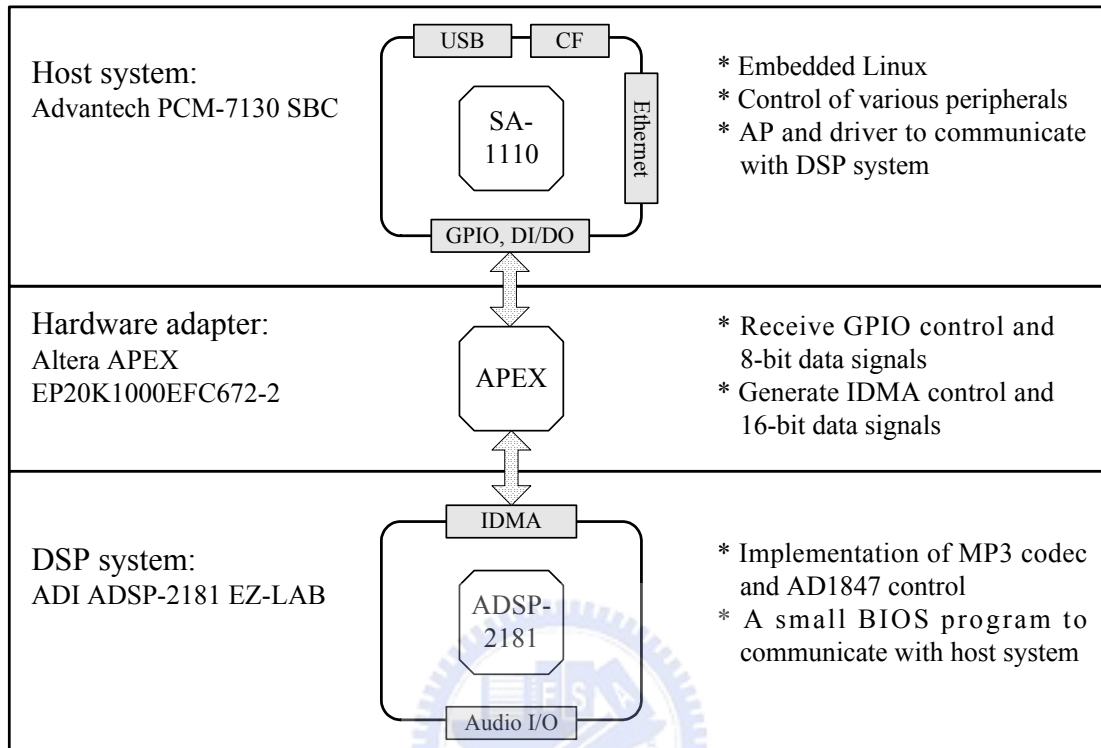 Host system:
Advantech PCM-7130 SBC
USB
CF
Ethernet
SA-
1110
GPIO, DI/DO
* Embedded Linux
* Control of various peripherals
* AP and driver to communicate
with DSP system
Hardware adapter:
Altera APEX
EP20K1000EFC672-2
APEX
* Receive GPIO control and
8-bit data signals
* Generate IDMA control and
16-bit data signals
DSP system:
ADI ADSP-2181 EZ-LAB
IDMA
ADSP-
2181
Audio I/O
* Implementation of MP3 codec
and AD1847 control
* A small BIOS program to
communicate with host system
E S A